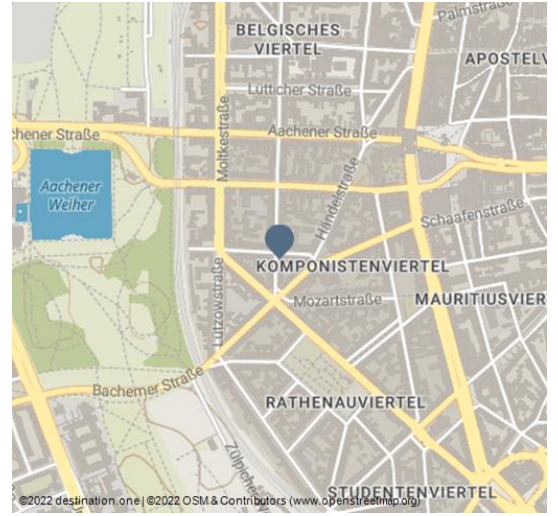 Palmstraße
BELGISCHES
VIERTEL
APOSTELV
Lütticher Straße
chener Straße
Aachener Straße
Moltkestraße
Aachener
Weiher
Händelstraße
Schaafenstraße
KOMPONISTENVIERTEL
Mozartstraße
MAURITIUSVIER
Lützowstraße
Bachemer Straße
RATHENAUVIERTEL
Zülpicher
STUDENTENVIERTEL
©2022 destination.one | ©2022 OSM & Contributors (www.openstreetmap.org)